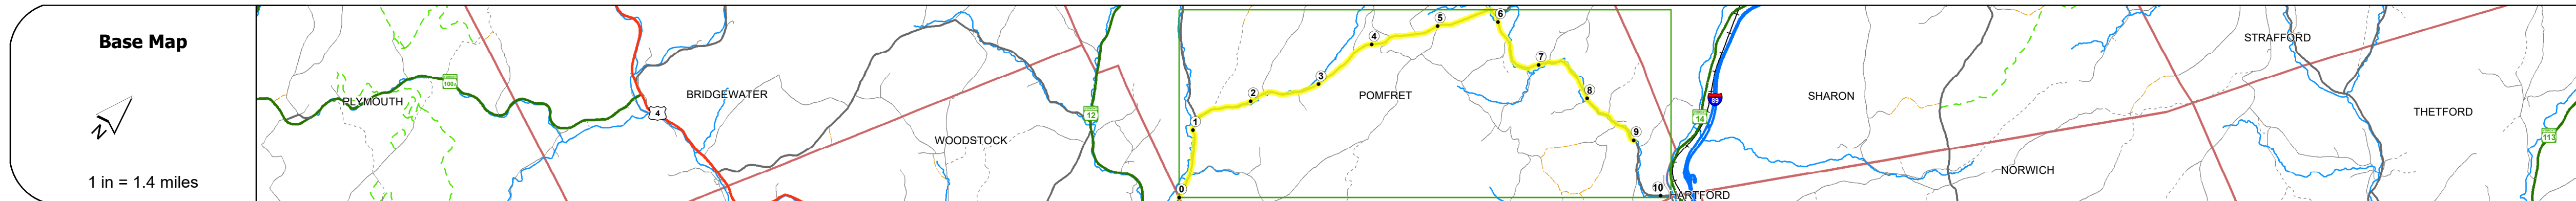 Base Map
N
1 in = 1.4 miles
PLYMOUTH
100A
4
BRIDGEWATER
WOODSTOCK
12
0
1
2
3
4
5
6
7
8
9
10
POMFRET
HARTFORD
14
89
SHARON
NORWICH
STRAFFORD
THETFORD
113